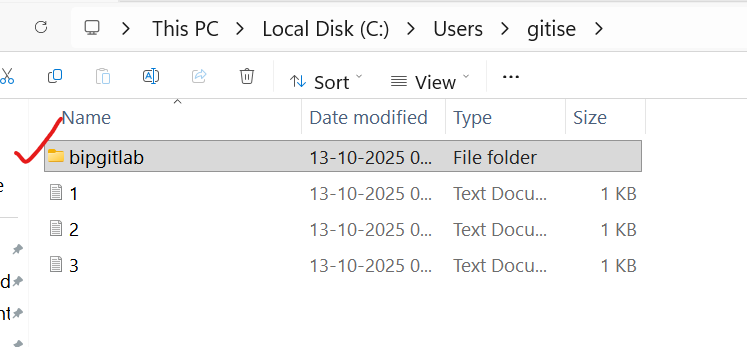 This PC > Local Disk (C:) > Users > gitise >
Sort View ...
Name Date modified Type Size
bipgitlab 13-10-2025 0... File folder
e
1 13-10-2025 0... Text Docu... 1 KB
2 13-10-2025 0... Text Docu... 1 KB
d 3 13-10-2025 0... Text Docu... 1 KB
nt